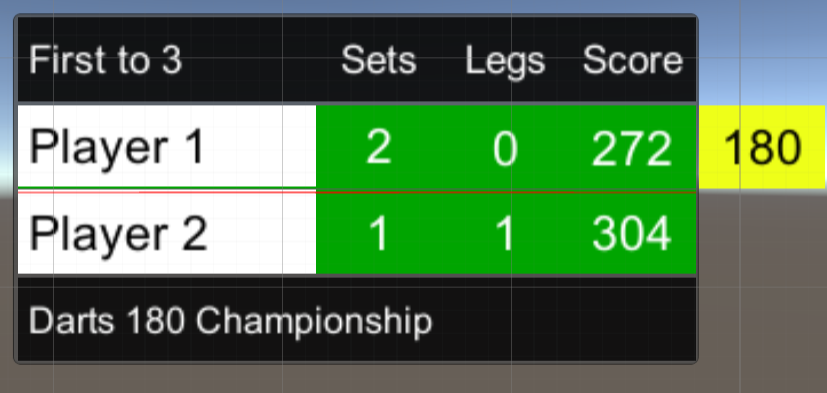 First to 3 Sets Legs Score
Player 1 2 0 272 180
Player 2 1 1 304
Darts 180 Championship